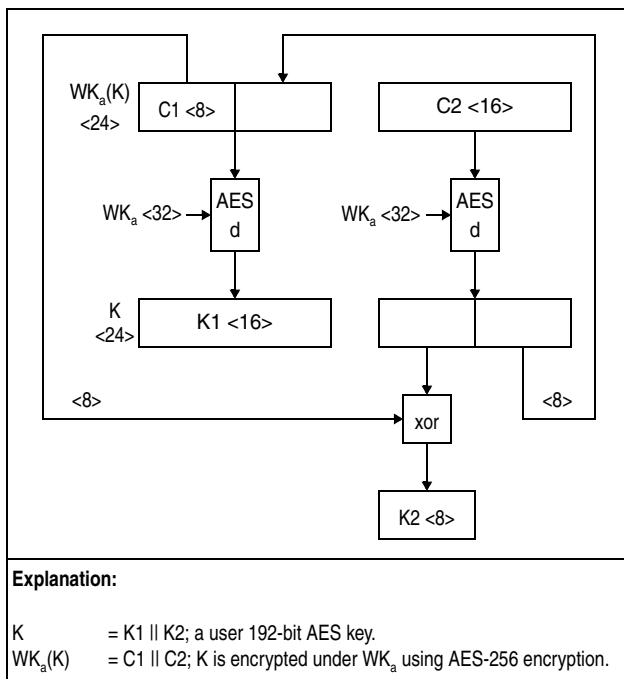 WKa(K)
<24>
C1 <8>
C2 <16>
WKa <32>
AES
d
WKa <32>
AES
d
K
<24>
K1 <16>
<8>
<8>
xor
K2 <8>
Explanation:
K = K1 || K2; a user 192-bit AES key.
WKa(K) = C1 || C2; K is encrypted under WKa using AES-256 encryption.